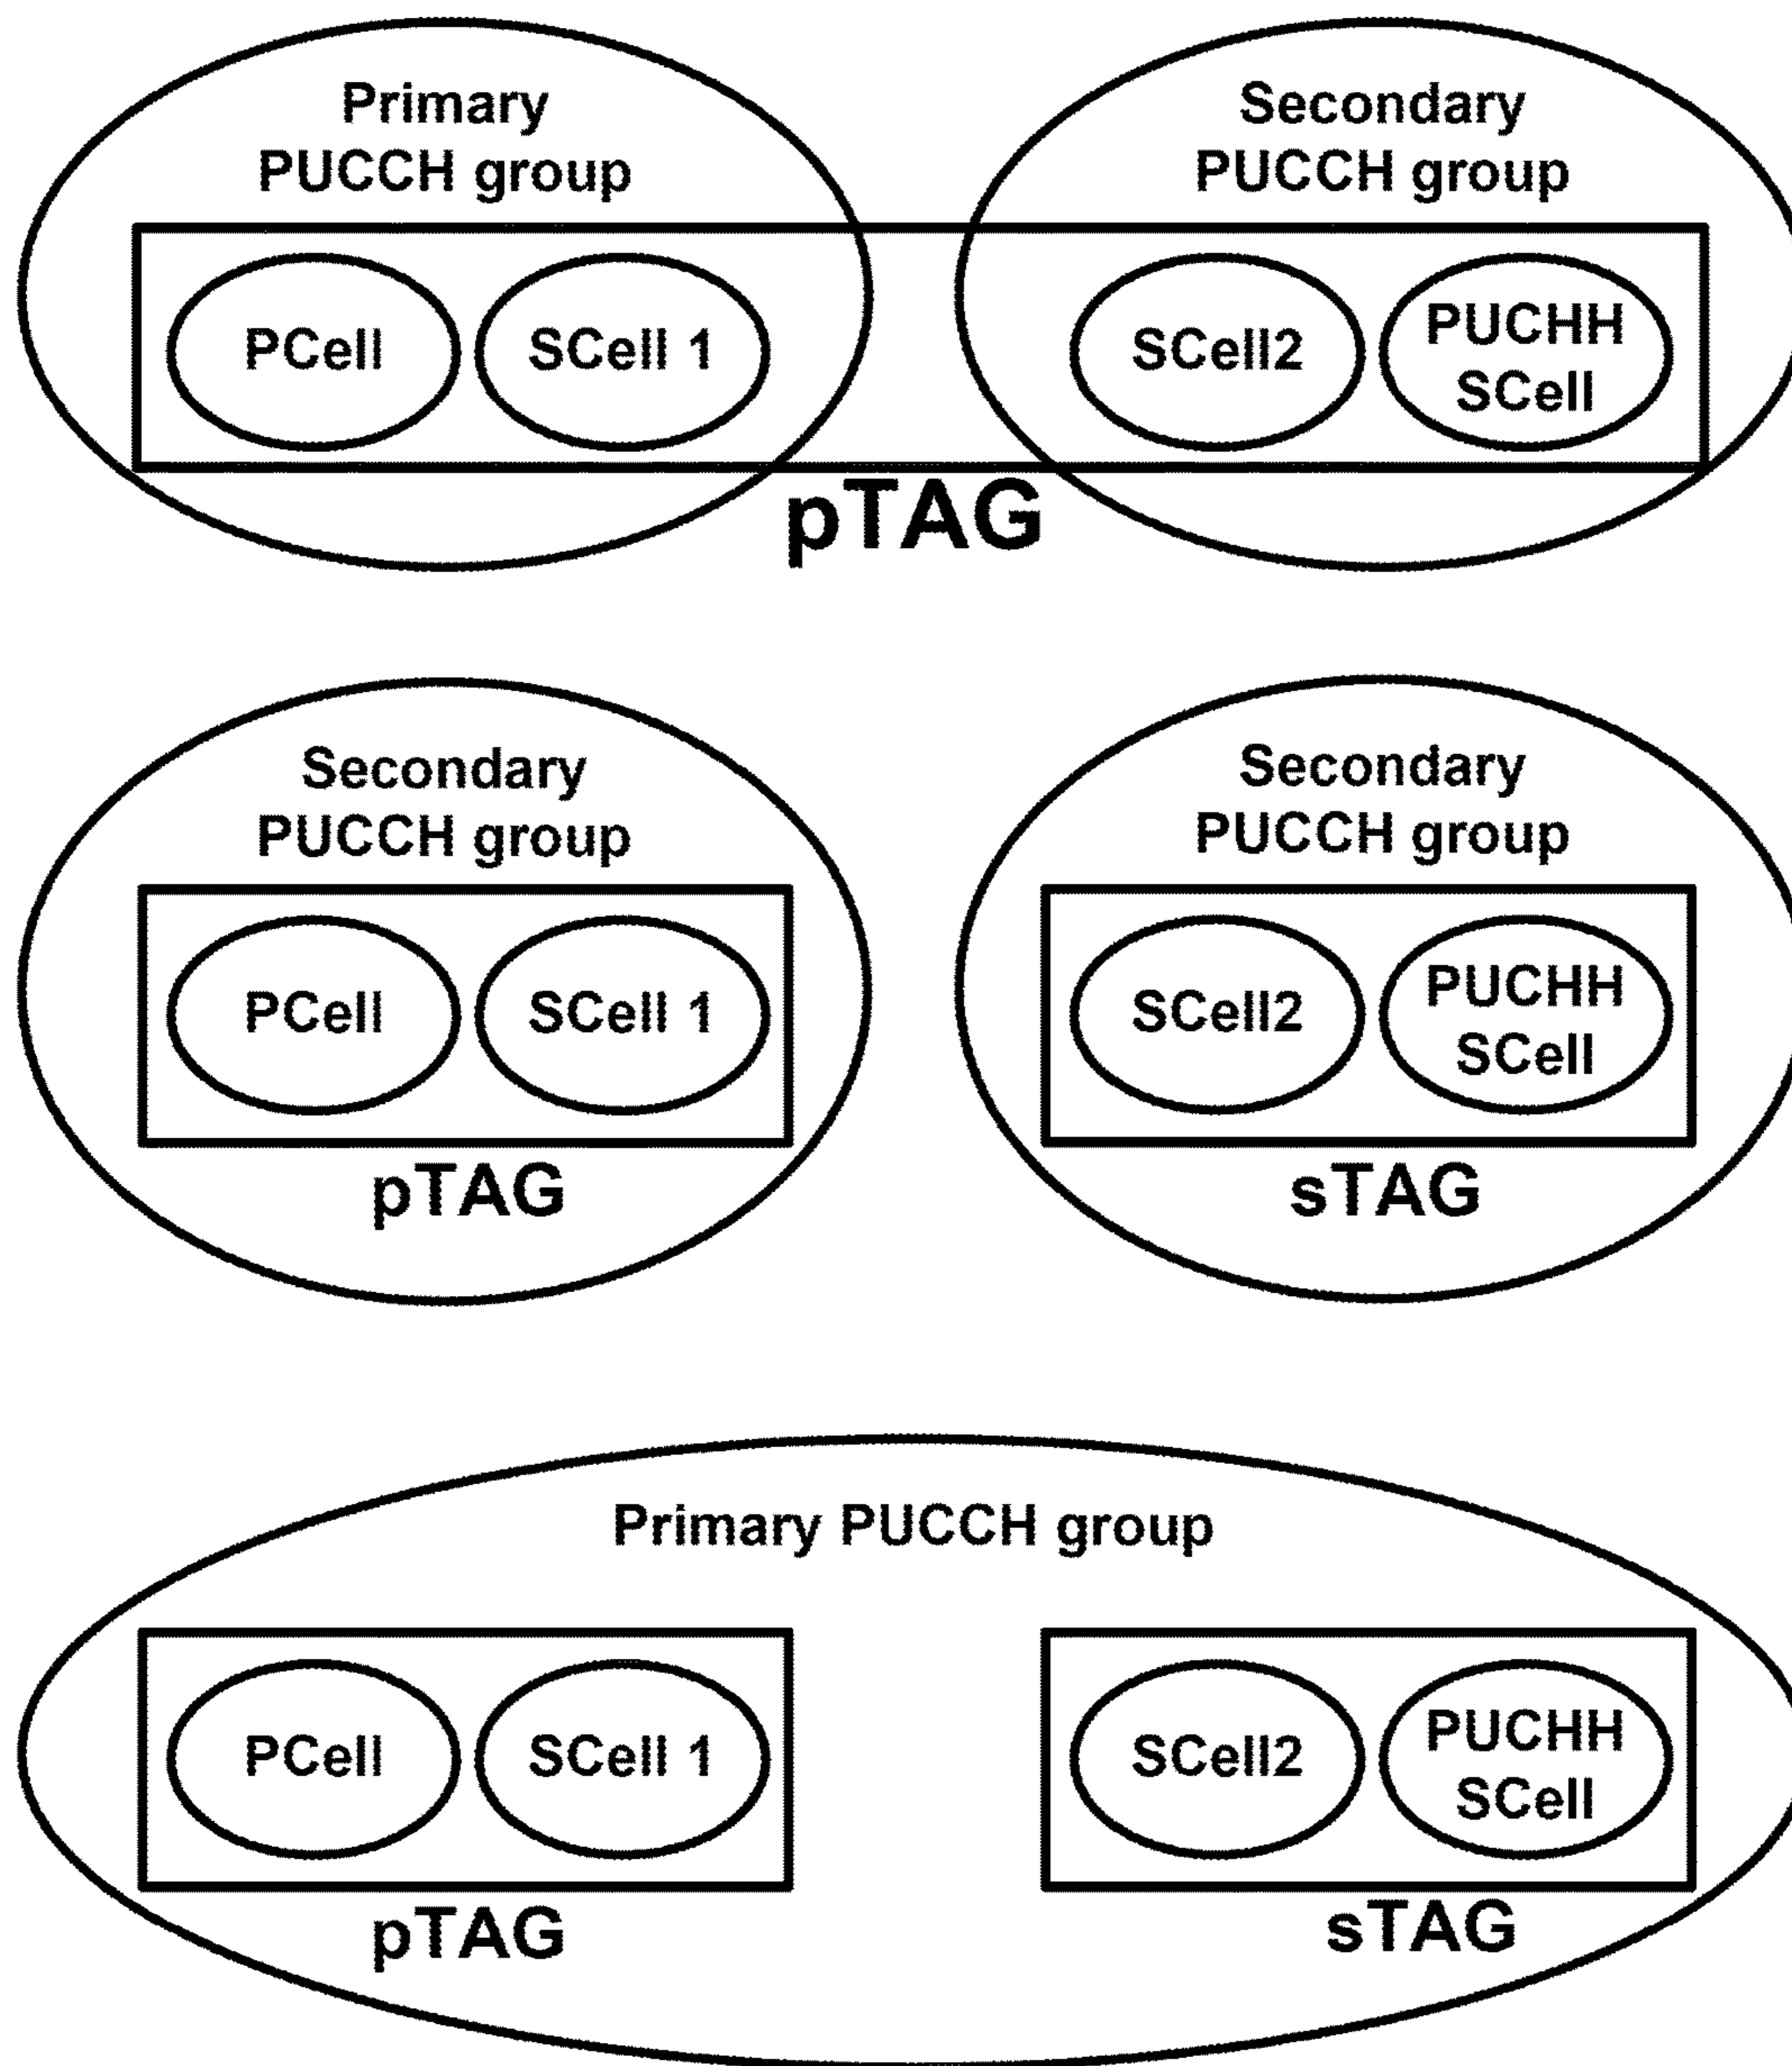 Primary
PUCCH group
Secondary
PUCCH group
PCell
SCell 1
SCell2
PUCHH
SCell
pTAG
Secondary
PUCCH group
Secondary
PUCCH group
PCell
SCell 1
SCell2
PUCHH
SCell
pTAG
sTAG
Primary PUCCH group
PCell
SCell 1
SCell2
PUCHH
SCell
pTAG
sTAG